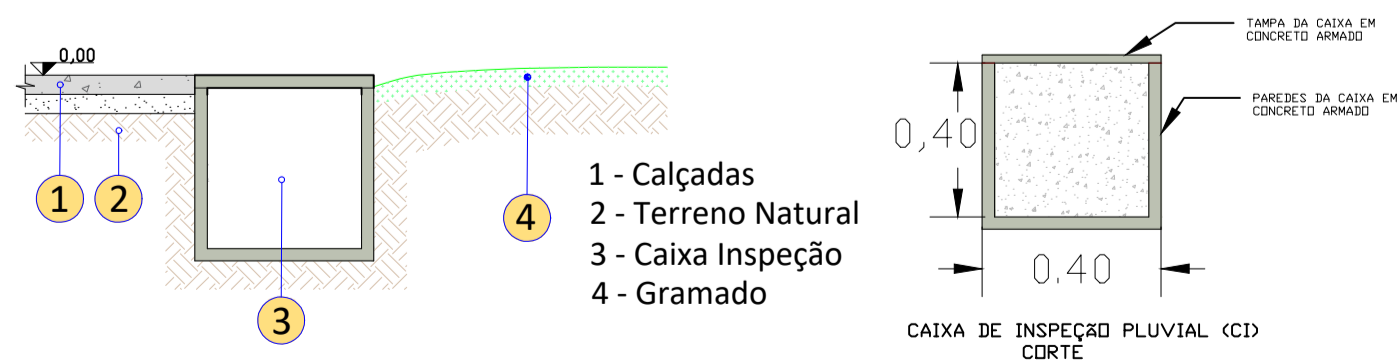 0,00
1
2
3
4
1 - Calçadas
2 - Terreno Natural
3 - Caixa Inspeção
4 - Gramado
TAMPA DA CAIXA EM
CONCRETO ARMADO
PAREDES DA CAIXA EM
CONCRETO ARMADO
0,40
0.40
CAIXA DE INSPEÇÃO PLUVIAL (CI)
CORTE